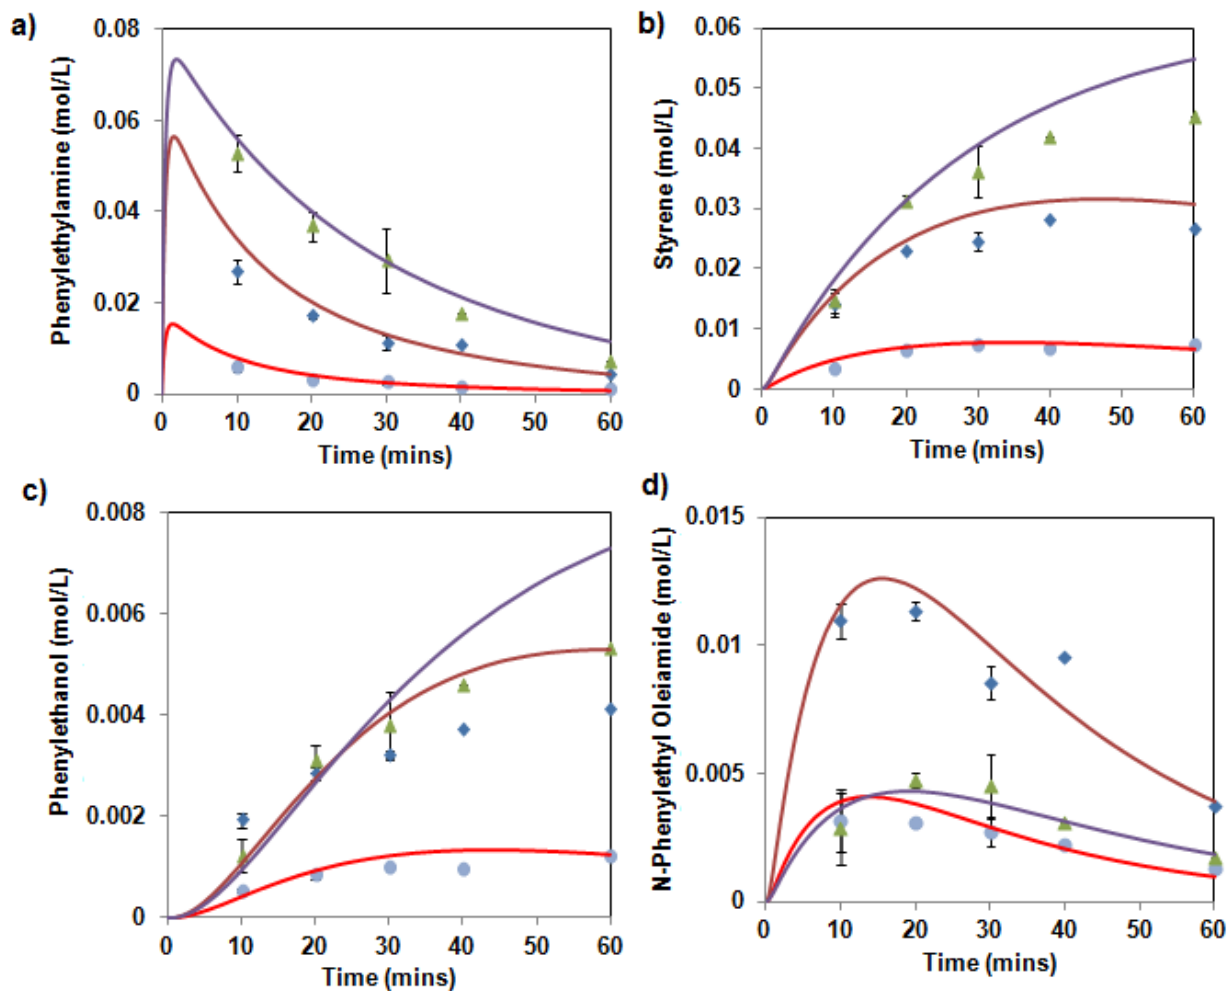 a)
Phenylethylamine (mol/L)
0.08
0.06
0.04
0.02
0
0 10 20 30 40 50 60
Time (mins)
b)
Styrene (mol/L)
0.06
0.05
0.04
0.03
0.02
0.01
0
0 10 20 30 40 50 60
Time (mins)
c)
Phenylethanol (mol/L)
0.008
0.006
0.004
0.002
0
0 10 20 30 40 50 60
Time (mins)
d)
N-Phenylethyl Oleiamide (mol/L)
0.015
0.01
0.005
0
0 10 20 30 40 50 60
Time (mins)